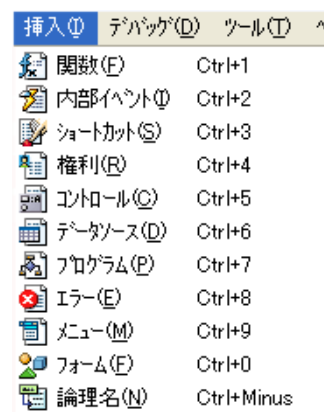 挿入(I) デバッグ(D) ツール(T)
関数(F) Ctrl+1
内部イベント(I) Ctrl+2
ショートカット(S) Ctrl+3
権利(R) Ctrl+4
コントロール(C) Ctrl+5
データソース(D) Ctrl+6
プログラム(P) Ctrl+7
エラー(E) Ctrl+8
メニュー(M) Ctrl+9
フォーム(F) Ctrl+0
論理名(N) Ctrl+Minus